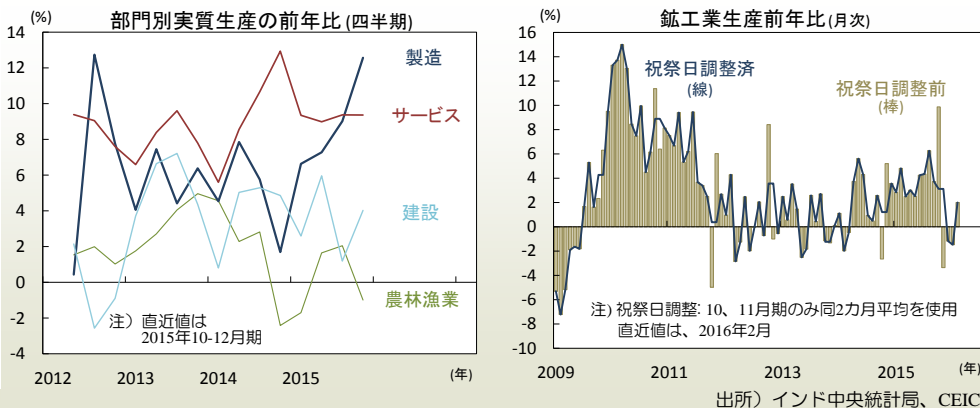 部門別実質生産の前年比 (四半期)
(%)
14
12
10
8
6
4
2
0
-2
-4
製造
サービス
建設
農林漁業
注）直近値は
2015年10-12月期
2012 2013 2014 2015 (年)
鉱工業生産前年比 (月次)
(%)
16
14
12
10
8
6
4
2
0
-2
-4
-6
-8
-10
祝祭日調整済
(線)
祝祭日調整前
(棒)
注) 祝祭日調整: 10、11月期のみ同2カ月平均を使用
直近値は、2016年2月
2009 2011 2013 2015 (年)
出所）インド中央統計局、CEIC